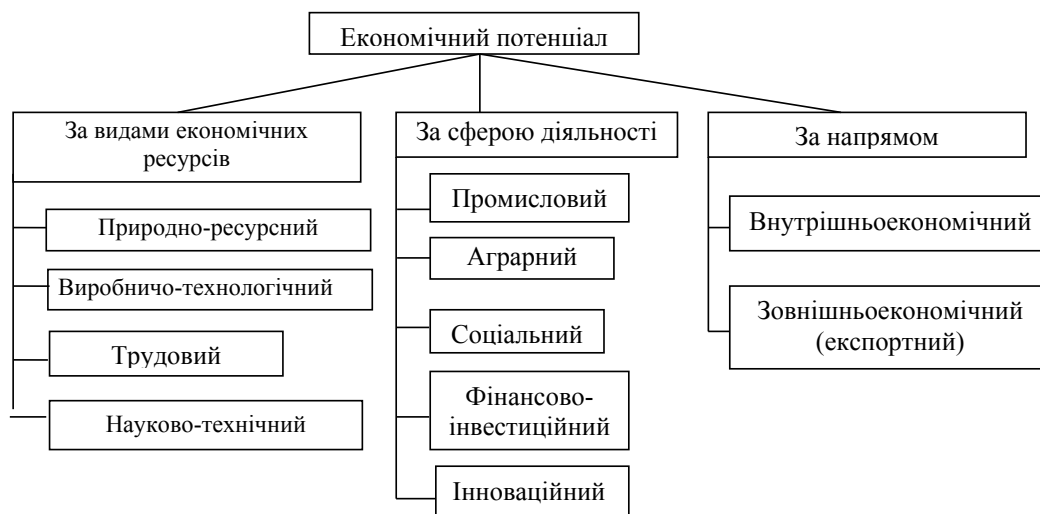 Економічний потенціал
За видами економічних
ресурсів
Природно-ресурсний
Виробничо-технологічний
Трудовий
Науково-технічний
За сферою діяльності
Промисловий
Аграрний
Соціальний
Фінансово-
інвестиційний
Інноваційний
За напрямом
Внутрішньоекономічний
Зовнішньоекономічний
(експортний)